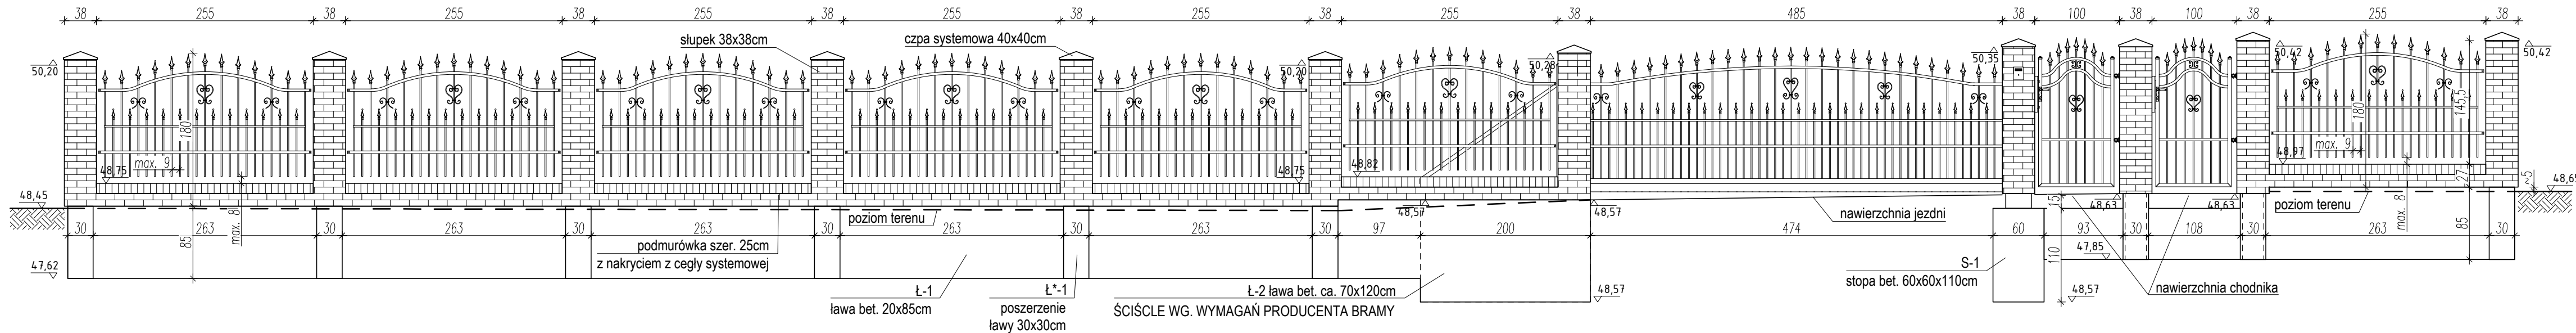 38 255 38 255 38 255 38 255 38 255 38 255 38 485 38 100 38 100 38 255 38
słupek 38x38cm
czpa systemowa 40x40cm
50,20
50,20
50,28
50,35
50,42
50,42
180
180
145,5
max. 9
max. 9
48,75
48,75
48,82
48,97
27
~5
48,45
48,65
48,57
48,57
48,63
48,63
15
poziom terenu
nawierzchnia jezdni
poziom terenu
max. 8
max. 8
85
85
30 263 30 263 30 263 30 263 30 263 30 97 200 474 60 93 30 108 30 263 30
podmurówka szer. 25cm
z nakryciem z cegły systemowej
47,62
47,85
110
Ł-1
ława bet. 20x85cm
Ł*-1
poszerzenie
ławy 30x30cm
Ł-2 ława bet. ca. 70x120cm
ŚCIŚCLE WG. WYMAGAŃ PRODUCENTA BRAMY
48,57
S-1
stopa bet. 60x60x110cm
48,57
nawierzchnia chodnika